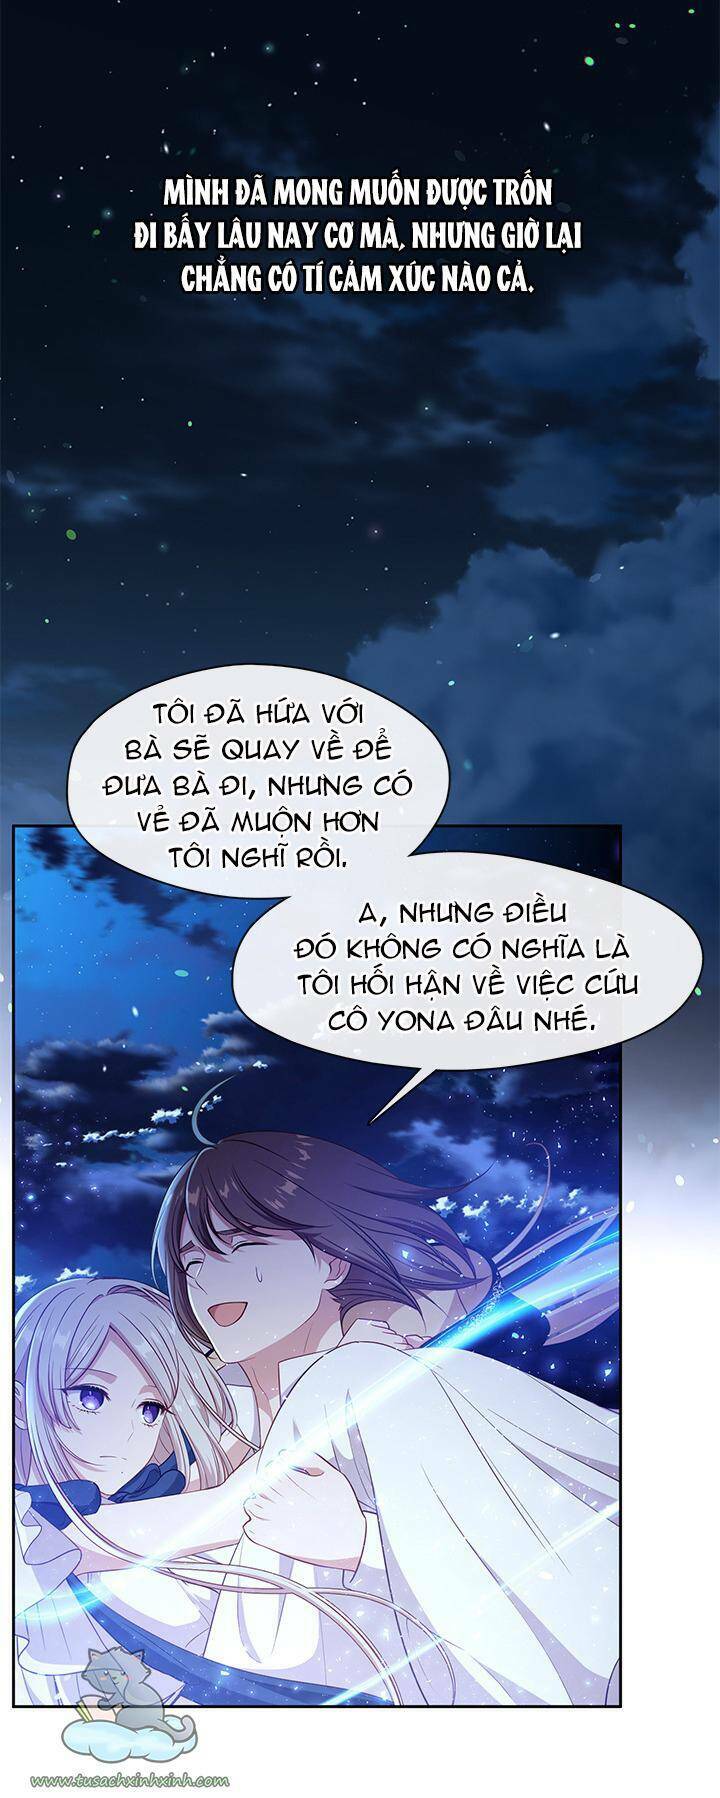 MÌNH ĐÃ MONG MUỐN ĐƯỢC TRỐN
ĐI BẤY LÂU NAY CƠ MÀ, NHƯNG GIỜ LẠI
CHẲNG CÓ TÍ CẢM XÚC NÀO CẢ.
TÔI ĐÃ HỨA VỚI
BÀ SẼ QUAY VỀ ĐỂ
ĐƯA BÀ ĐI, NHƯNG CÓ
VẺ ĐÃ MUỘN HƠN
TÔI NGHĨ RỒI.
A, NHƯNG ĐIỀU
ĐÓ KHÔNG CÓ NGHĨA LÀ
TÔI HỐI HẬN VỀ VIỆC CỨU
CÔ YONA ĐÂU NHÉ.
www.tusachxinhxinh.com